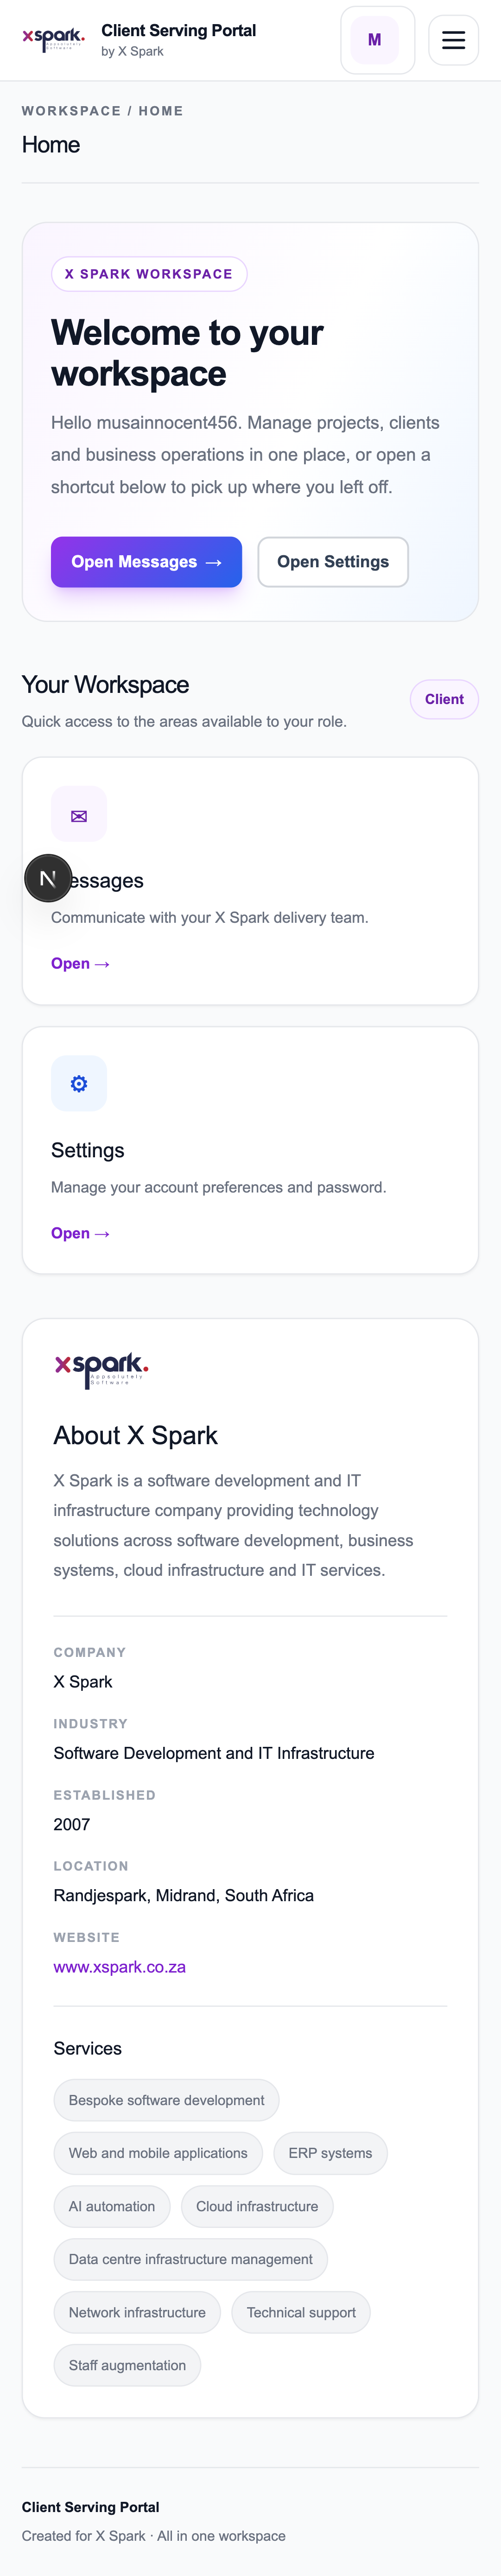 xspark.
Appsolutely
Software
Client Serving Portal
by X Spark
M
WORKSPACE / HOME
Home
X SPARK WORKSPACE
Welcome to your
workspace
Hello musainnocent456. Manage projects, clients
and business operations in one place, or open a
shortcut below to pick up where you left off.
Open Messages →
Open Settings
Your Workspace
Client
Quick access to the areas available to your role.
N
essages
Communicate with your X Spark delivery team.
Open →
Settings
Manage your account preferences and password.
Open →
xspark.
Appsolutely
Software
About X Spark
X Spark is a software development and IT
infrastructure company providing technology
solutions across software development, business
systems, cloud infrastructure and IT services.
COMPANY
X Spark
INDUSTRY
Software Development and IT Infrastructure
ESTABLISHED
2007
LOCATION
Randjespark, Midrand, South Africa
WEBSITE
www.xspark.co.za
Services
Bespoke software development
Web and mobile applications
ERP systems
AI automation
Cloud infrastructure
Data centre infrastructure management
Network infrastructure
Technical support
Staff augmentation
Client Serving Portal
Created for X Spark · All in one workspace